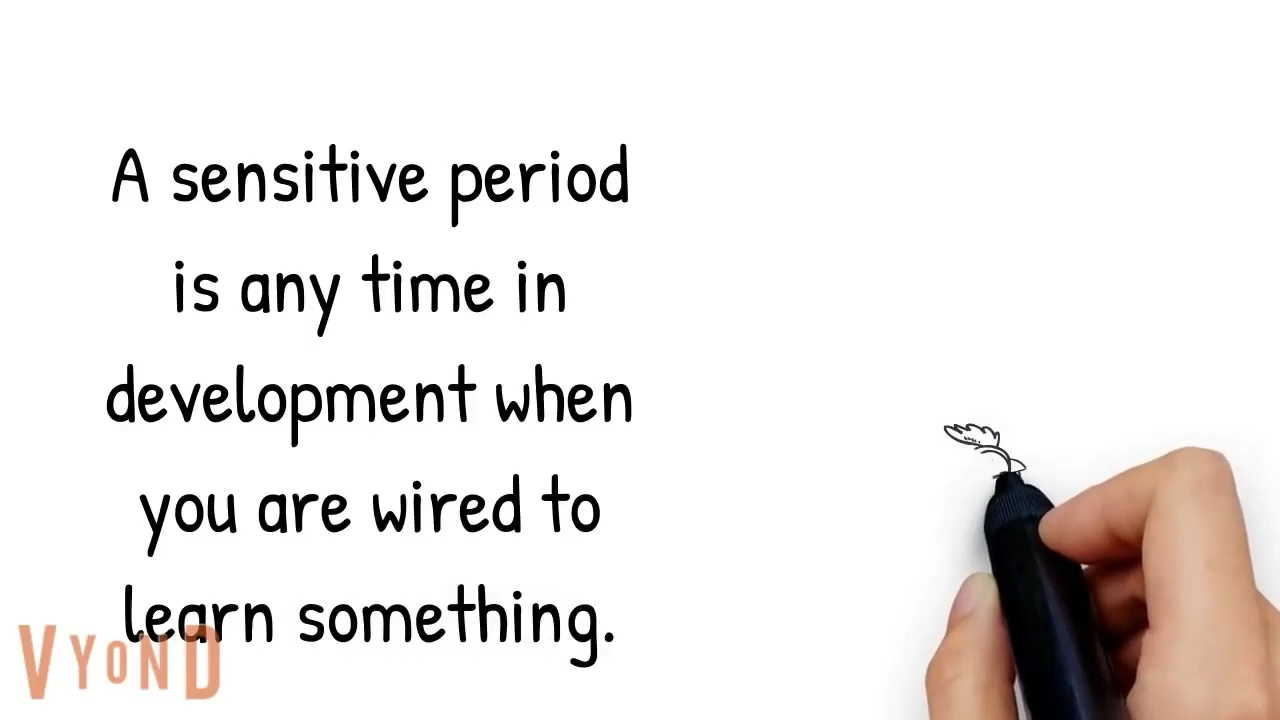 A sensitive period
is any time in
development when
you are wired to
learn something.
VYOND